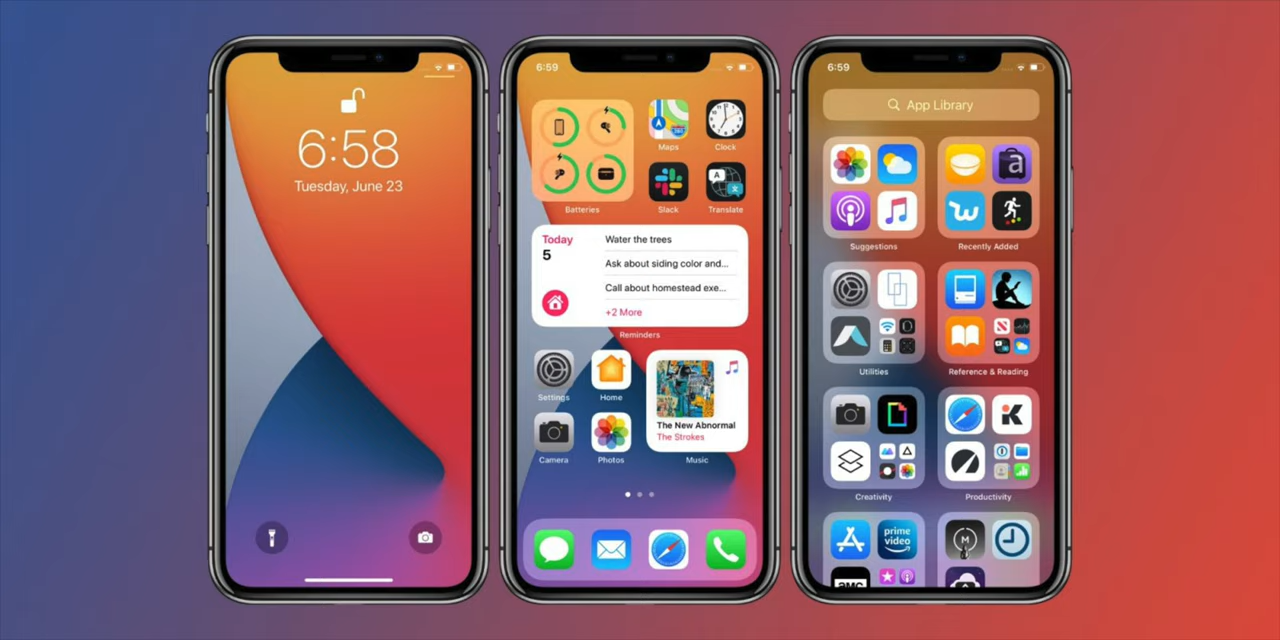 6:58
Tuesday, June 23
6:59
Batteries
Maps
Clock
Slack
Translate
Today
5
Water the trees
Ask about siding color and...
Call about homestead exe...
+2 More
Reminders
Settings
Home
Camera
Photos
The New Abnormal
The Strokes
Music
6:59
App Library
Suggestions
Recently Added
Utilities
Reference & Reading
Creativity
Productivity
prime
video
amc